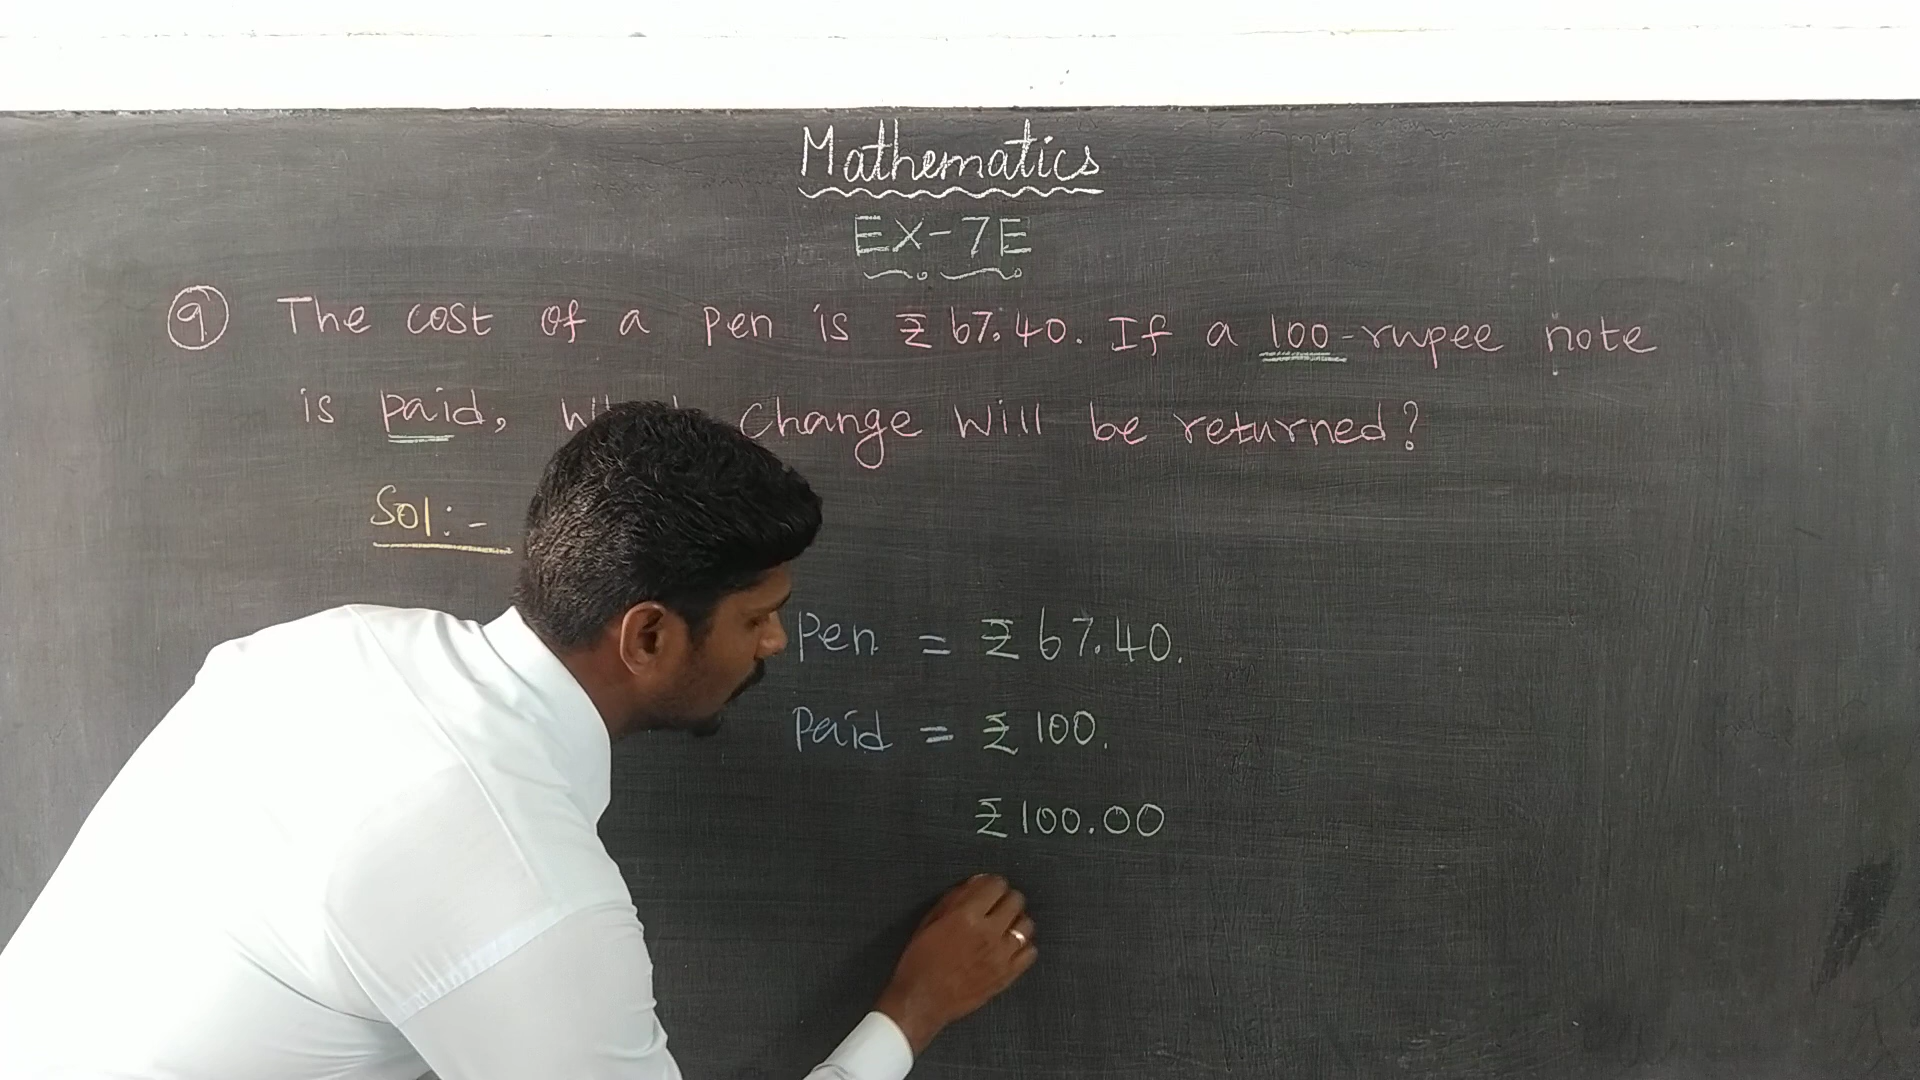 Mathematics
EX-7E
9 The cost of a pen is ₹67.40. If a 100-rupee note
is paid, change will be returned?
Sol:-
Pen = ₹67.40.
Paid = ₹100.
₹100.00